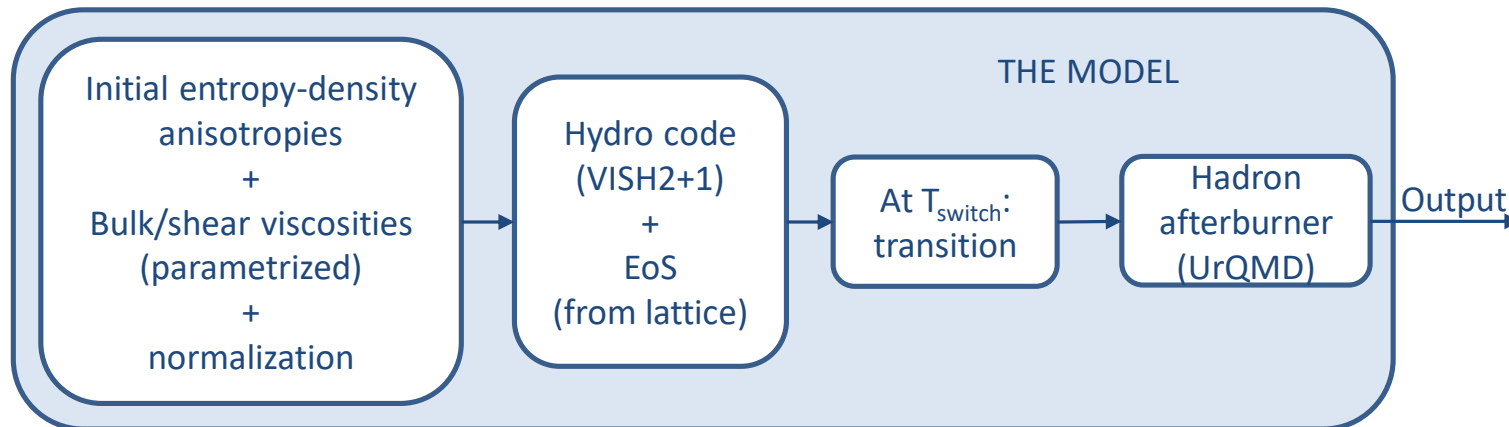 THE MODEL
Initial entropy-density
anisotropies
+
Bulk/shear viscosities
(parametrized)
+
normalization
Hydro code
(VISH2+1)
+
EoS
(from lattice)
At Tswitch:
transition
Hadron
afterburner
(UrQMD)
Output